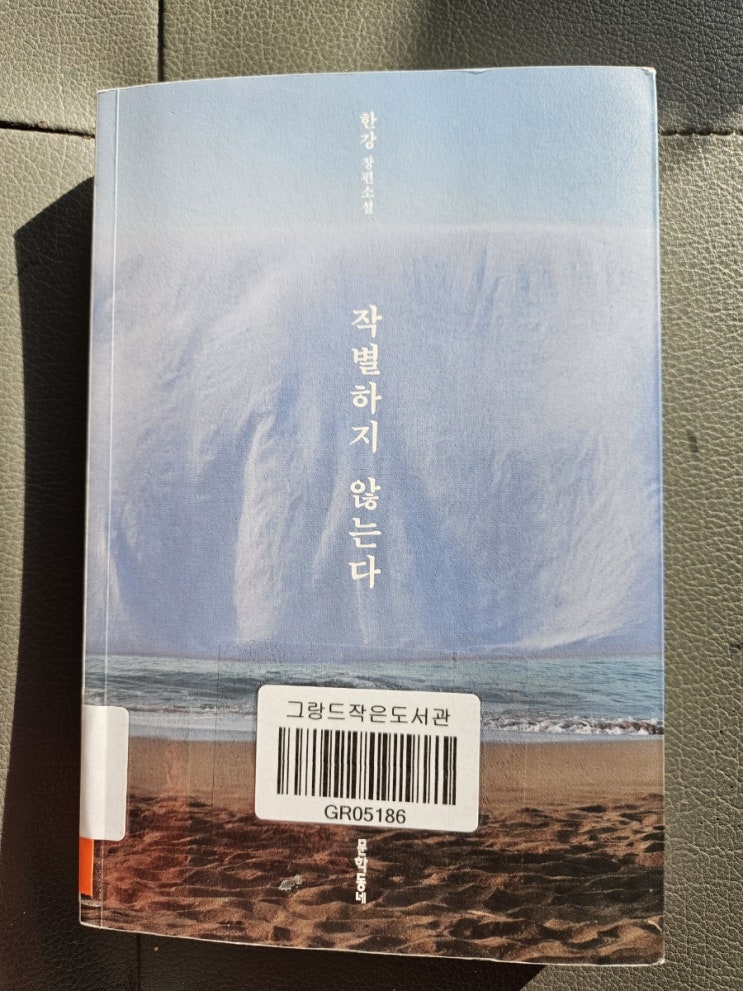 한강 장편소설
작별하지 않는다
그랑드작은도서관
GR05186
문학동네